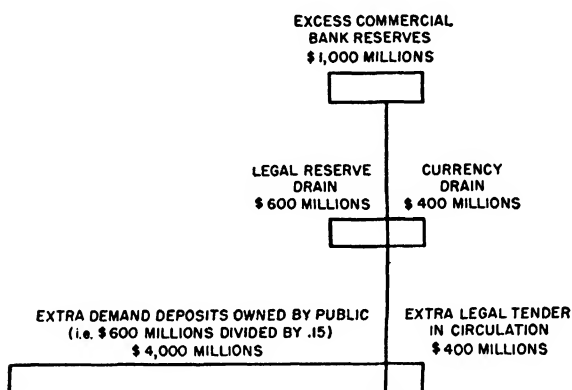 EXCESS COMMERCIAL
BANK RESERVES
$1,000 MILLIONS
LEGAL RESERVE
DRAIN
$600 MILLIONS
CURRENCY
DRAIN
$400 MILLIONS
EXTRA DEMAND DEPOSITS OWNED BY PUBLIC
(i.e. $600 MILLIONS DIVIDED BY .15)
$4,000 MILLIONS
EXTRA LEGAL TENDER
IN CIRCULATION
$400 MILLIONS